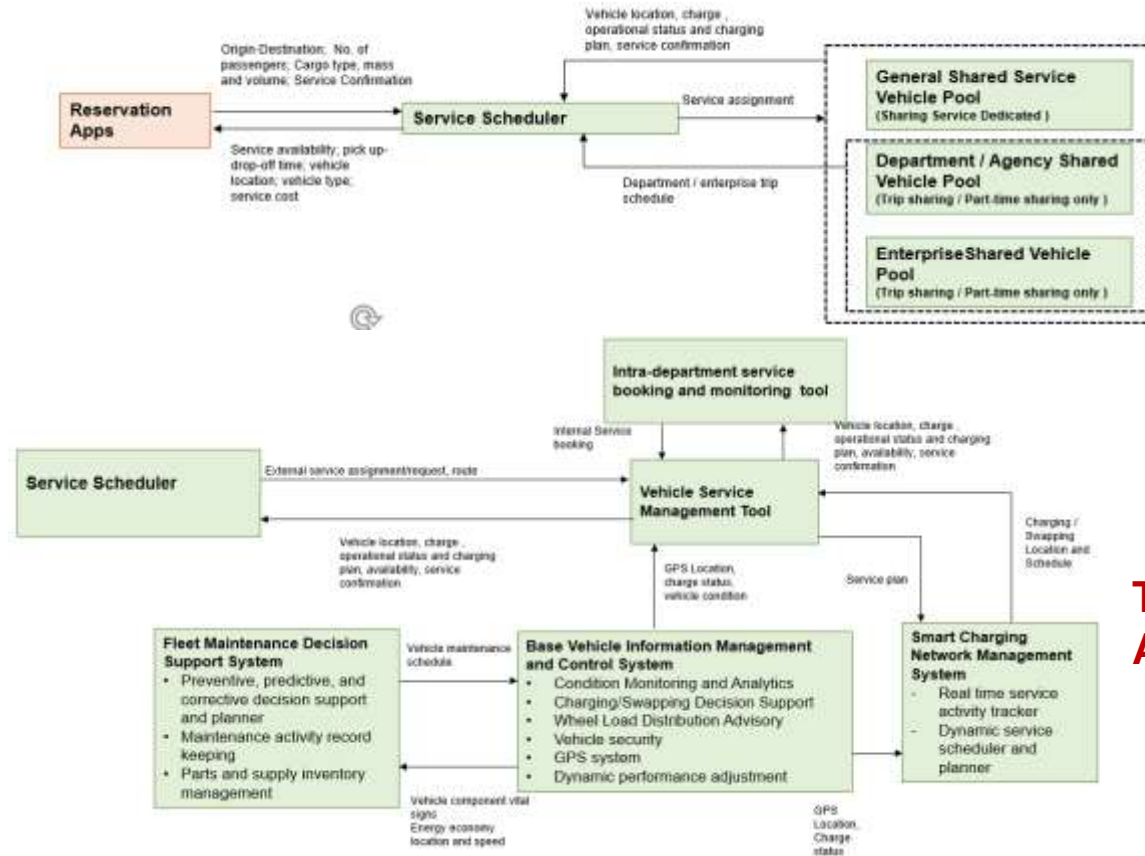 Vehicle location, charge ,
operational status and charging
plan, service confirmation
Origin-Destination; No. of
passengers; Cargo type, mass
and volume; Service Confirmation
Reservation
Apps
Service Scheduler
Service assignment
General Shared Service
Vehicle Pool
(Sharing Service Dedicated )
Service availability; pick up-
drop-off time; vehicle
location; vehicle type;
service cost
Department / enterprise trip
schedule
Department / Agency Shared
Vehicle Pool
(Trip sharing / Part-time sharing only )
EnterpriseShared Vehicle
Pool
(Trip sharing / Part-time sharing only )
Intra-department service
booking and monitoring tool
Internal Service
booking
Vehicle location, charge ,
operational status and charging
plan, availability, service
confirmation
Service Scheduler
External service assignment/request, route
Vehicle Service
Management Tool
Vehicle location, charge ,
operational status and charging
plan, availability, service
confirmation
GPS Location,
charge status,
vehicle condition
Service plan
Charging /
Swapping
Location and
Schedule
Fleet Maintenance Decision
Support System
• Preventive, predictive, and
corrective decision support
and planner
• Maintenance activity record
keeping
• Parts and supply inventory
management
Vehicle maintenance
schedule
Base Vehicle Information Management
and Control System
• Condition Monitoring and Analytics
• Charging/Swapping Decision Support
• Wheel Load Distribution Advisory
• Vehicle security
• GPS system
• Dynamic performance adjustment
Smart Charging
Network Management
System
- Real time service
activity tracker
- Dynamic service
scheduler and
planner
Vehicle component vital
signs
Energy economy
location and speed
GPS
Location,
Charge
status
T
A